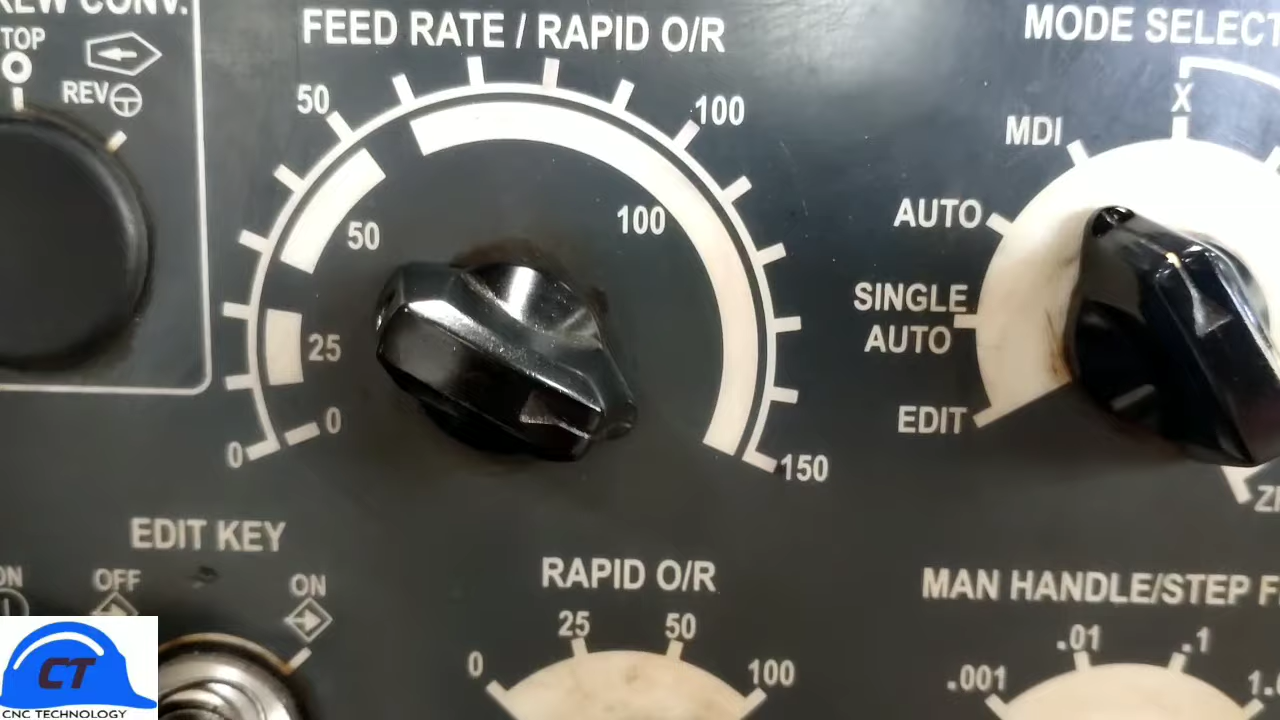 CONV.
TOP
REV
FEED RATE / RAPID O/R
50
100
50
100
25
0
0
150
MODE SELECT
X
MDI
AUTO
SINGLE
AUTO
EDIT
EDIT KEY
OFF
ON
RAPID O/R
0
25
50
100
MAN HANDLE/STEP F
.001
.01
.1
CT
CNC TECHNOLOGY